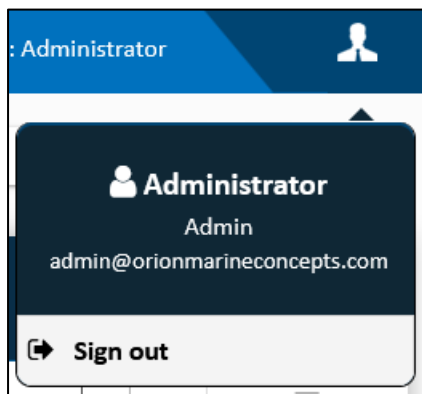 : Administrator
Administrator
Admin
admin@orionmarineconcepts.com
Sign out